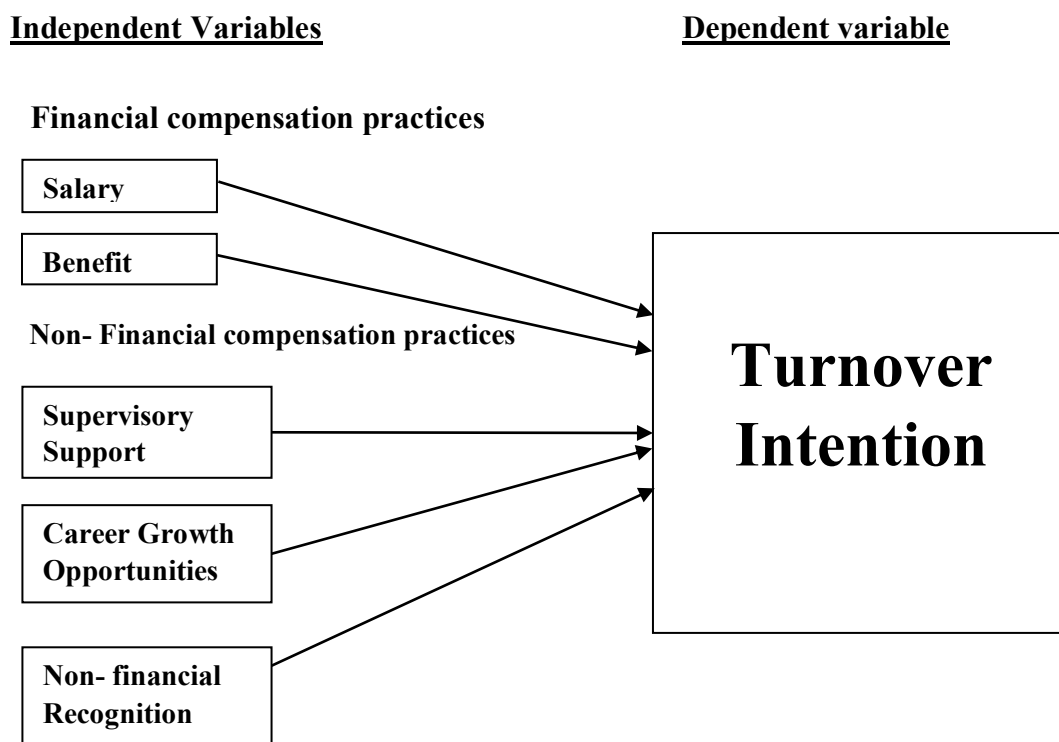 Independent Variables
Dependent variable
Financial compensation practices
Salary
Benefit
Non- Financial compensation practices
Supervisory
Support
Career Growth
Opportunities
Non- financial
Recognition
Turnover
Intention